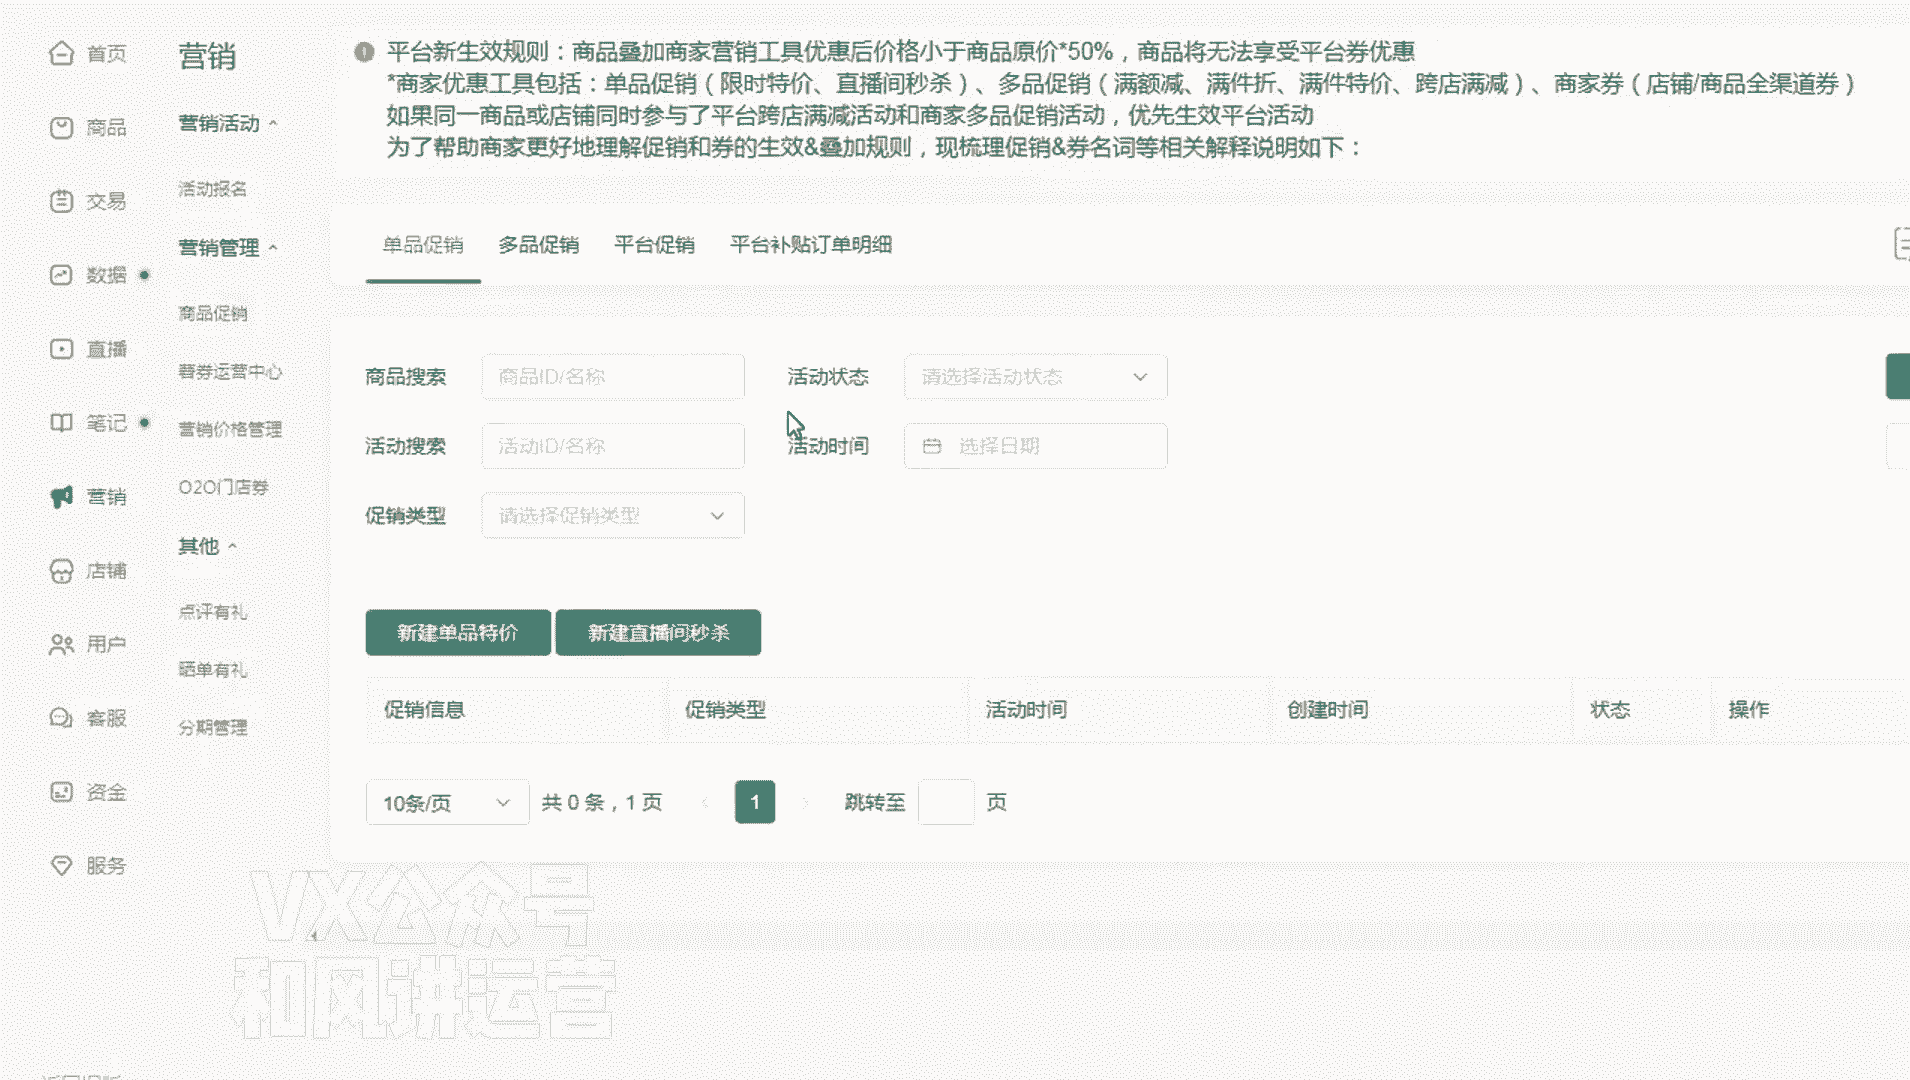 首页
商品
交易
数据
直播
笔记
营销
店铺
用户
客服
资金
服务
营销
营销活动
活动报名
营销管理
商品促销
薯券运营中心
营销价格管理
O2O门店券
其他
点评有礼
晒单有礼
分期管理
平台新生效规则：商品叠加商家营销工具优惠后价格小于商品原价*50%，商品将无法享受平台券优惠
*商家优惠工具包括：单品促销（限时特价、直播间秒杀）、多品促销（满额减、满件折、满件特价、跨店满减）、商家券（店铺/商品全渠道券）
如果同一商品或店铺同时参与了平台跨店满减活动和商家多品促销活动，优先生效平台活动
为了帮助商家更好地理解促销和券的生效&叠加规则，现梳理促销&券名词等相关解释说明如下：
单品促销 多品促销 平台促销 平台补贴订单明细
商品搜索 商品ID/名称 活动状态 请选择活动状态
活动搜索 活动ID/名称 活动时间 选择日期
促销类型 请选择促销类型
新建单品特价 新建直播间秒杀
促销信息 促销类型 活动时间 创建时间 状态 操作
10条/页 共 0 条，1 页 1 跳转至 页
VX公众号
和风讲运营